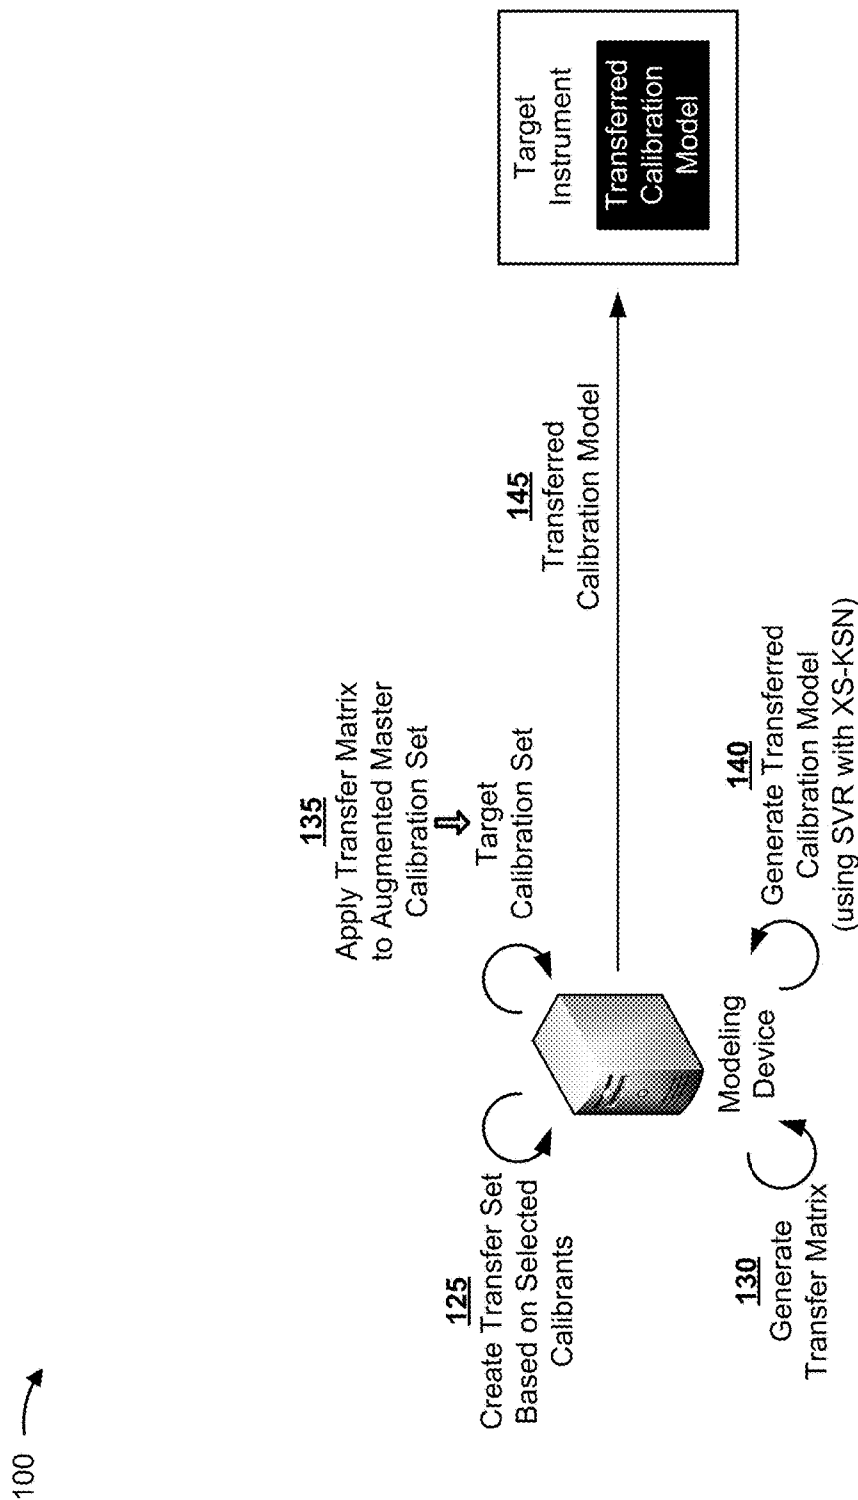 100
125
Create Transfer Set
Based on Selected
Calibrants
135
Apply Transfer Matrix
to Augmented Master
Calibration Set
Target
Calibration Set
130
Generate
Transfer Matrix
Modeling
Device
140
Generate Transferred
Calibration Model
(using SVR with XS-KSN)
145
Transferred
Calibration Model
Target
Instrument
Transferred
Calibration
Model